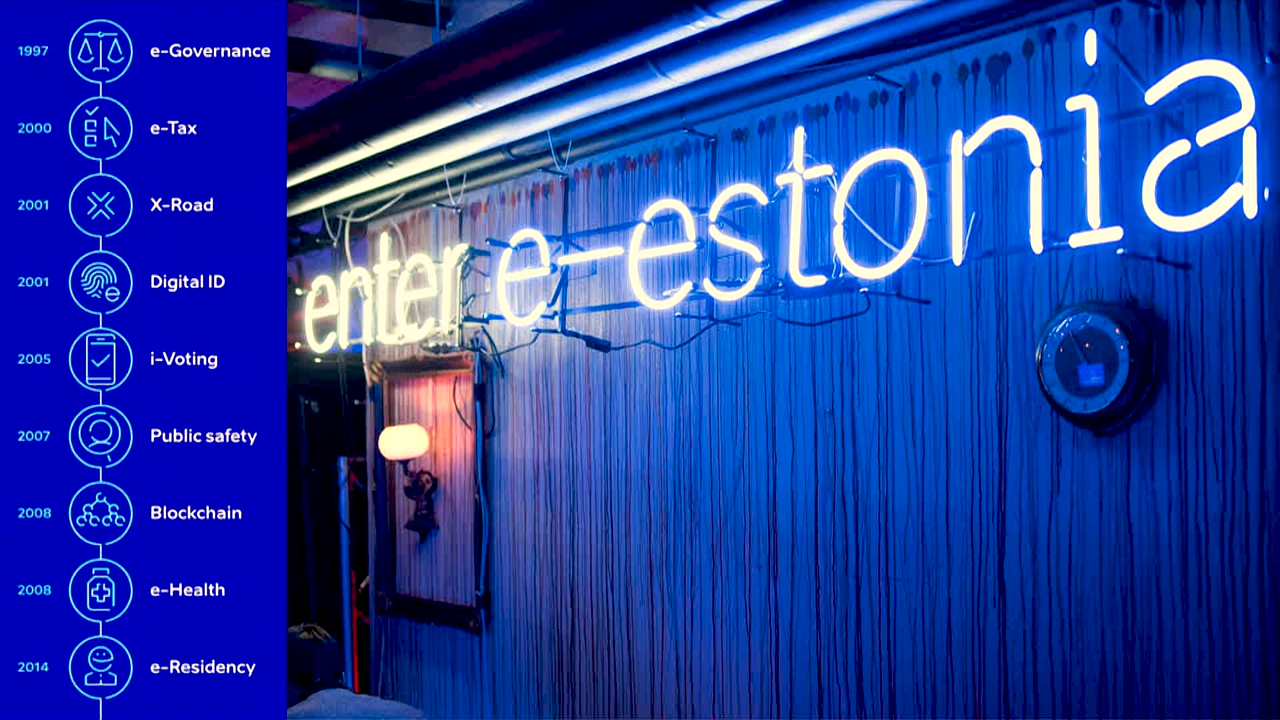 1997 e-Governance
2000 e-Tax
2001 X-Road
2001 Digital ID
2005 i-Voting
2007 Public safety
2008 Blockchain
2008 e-Health
2014 e-Residency
enter e-estonia